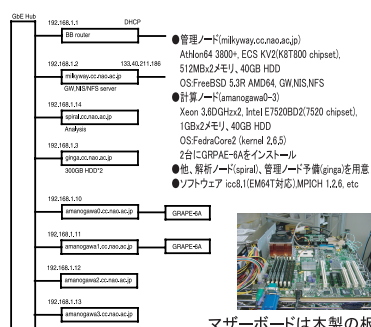 GbE Hub
192.168.1.1 DHCP
BB router
192.168.1.2 133.40.211.186
milkyway.cc.nao.ac.jp
GW,NIS/NFS server
192.168.1.14
spiral.cc.nao.ac.jp
Analysis
192.168.1.3
ginga.cc.nao.ac.jp
300GB HDD*2
192.168.1.10
amanogawa0.cc.nao.ac.jp
GRAPE-6A
192.168.1.11
amanogawa1.cc.nao.ac.jp
GRAPE-6A
192.168.1.12
amanogawa2.cc.nao.ac.jp
192.168.1.13
amanogawa3.cc.nao.ac.jp
●管理ノード(milkyway.cc.nao.ac,jp)
Athlon64 3800+, ECS KV2(K8T800 chipset),
512MBx2メモリ、40GB HDD
OS:FreeBSD 5.3R AMD64, GW,NIS,NFS
●計算ノード(amanogawa0-3)
Xeon 3.6DGHzx2, Intel E7520BD2(7520 chipset),
1GBx2メモリ、40GB HDD
OS:FedraCore2 (kernel 2,6,5)
2台にGRPAE-6Aをインストール
●他、解析ノード(spiral)、管理ノード予備(ginga)を用意
●ソフトウェア icc8,1(EM64T対応),MPICH 1,2,6, etc
マザーボードは木製の板